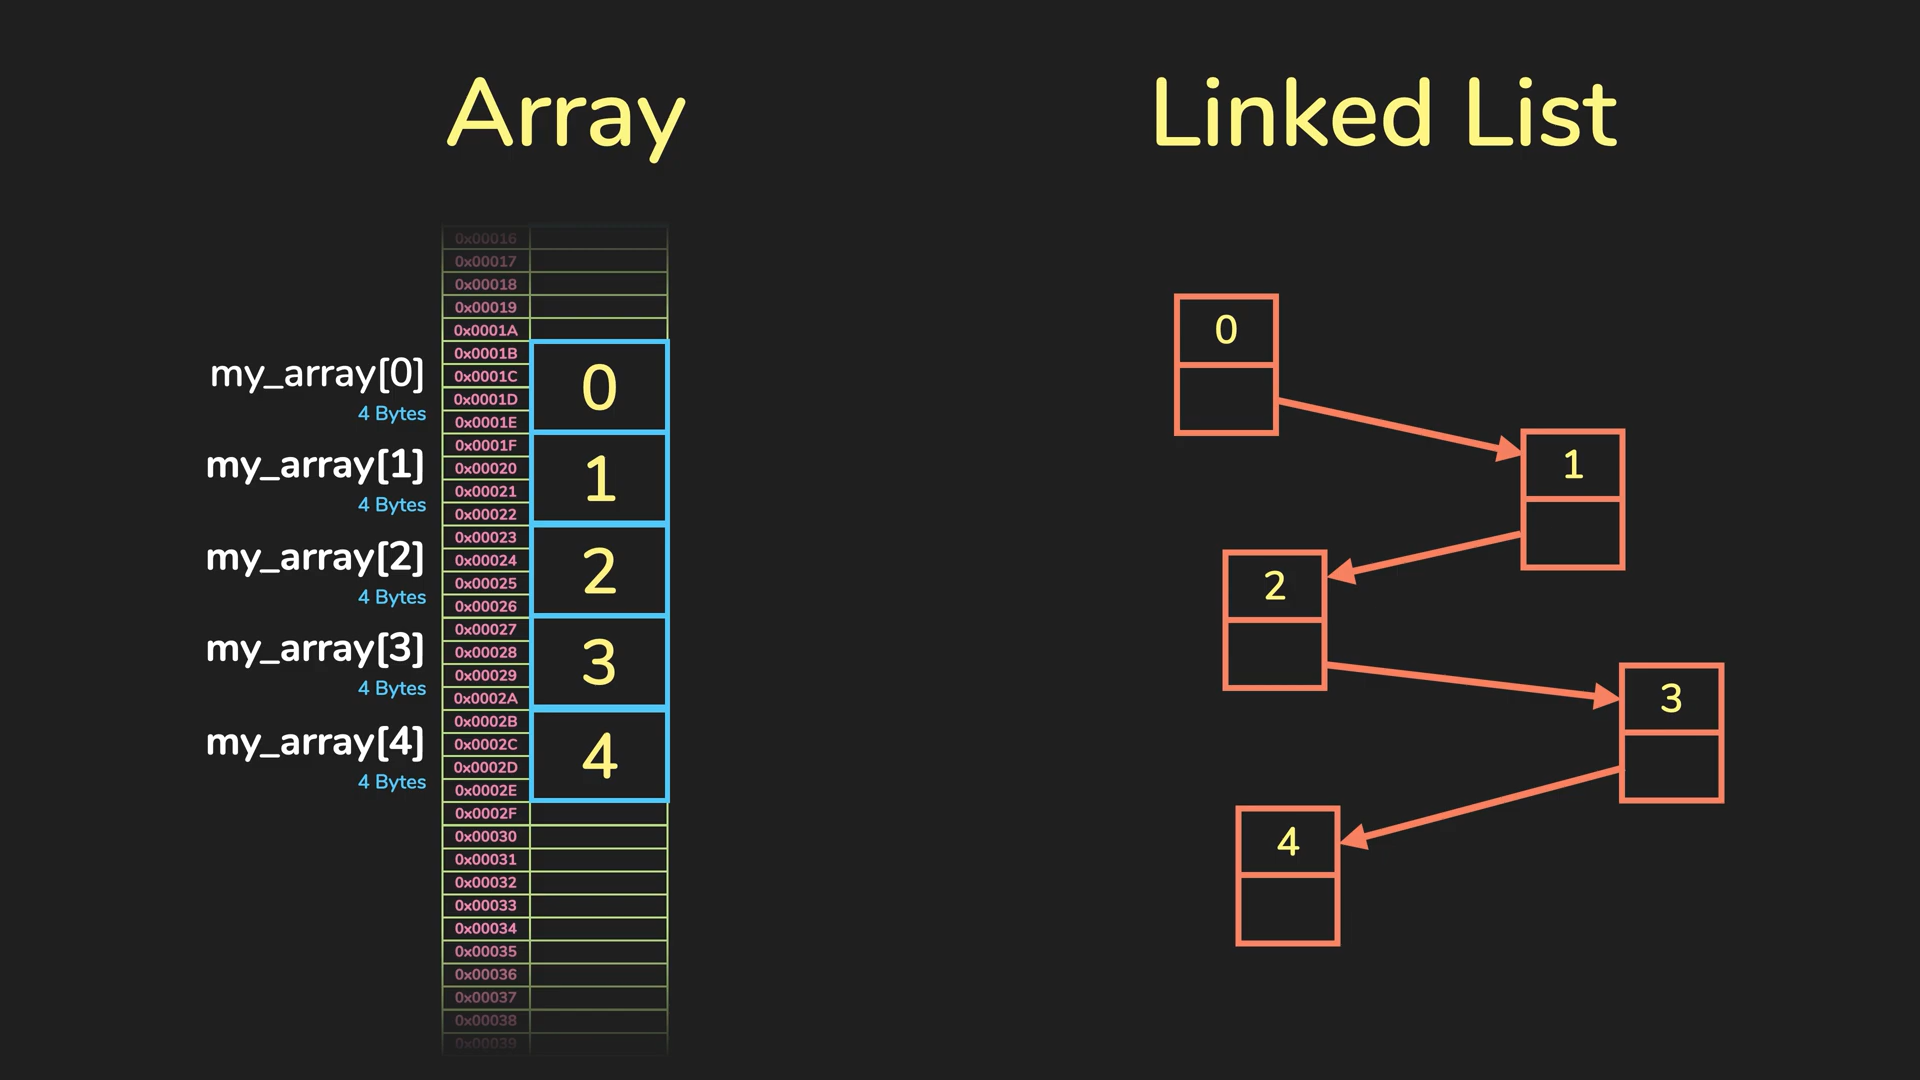 Array
Linked List
0x00016
0x00017
0x00018
0x00019
0x0001A
my_array[0]
4 Bytes
0x0001B
0x0001C
0x0001D
0x0001E
0
my_array[1]
4 Bytes
0x0001F
0x00020
0x00021
0x00022
1
my_array[2]
4 Bytes
0x00023
0x00024
0x00025
0x00026
2
my_array[3]
4 Bytes
0x00027
0x00028
0x00029
0x0002A
3
my_array[4]
4 Bytes
0x0002B
0x0002C
0x0002D
0x0002E
4
0x0002F
0x00030
0x00031
0x00032
0x00033
0x00034
0x00035
0x00036
0x00037
0x00038
0x00039
0
1
2
3
4